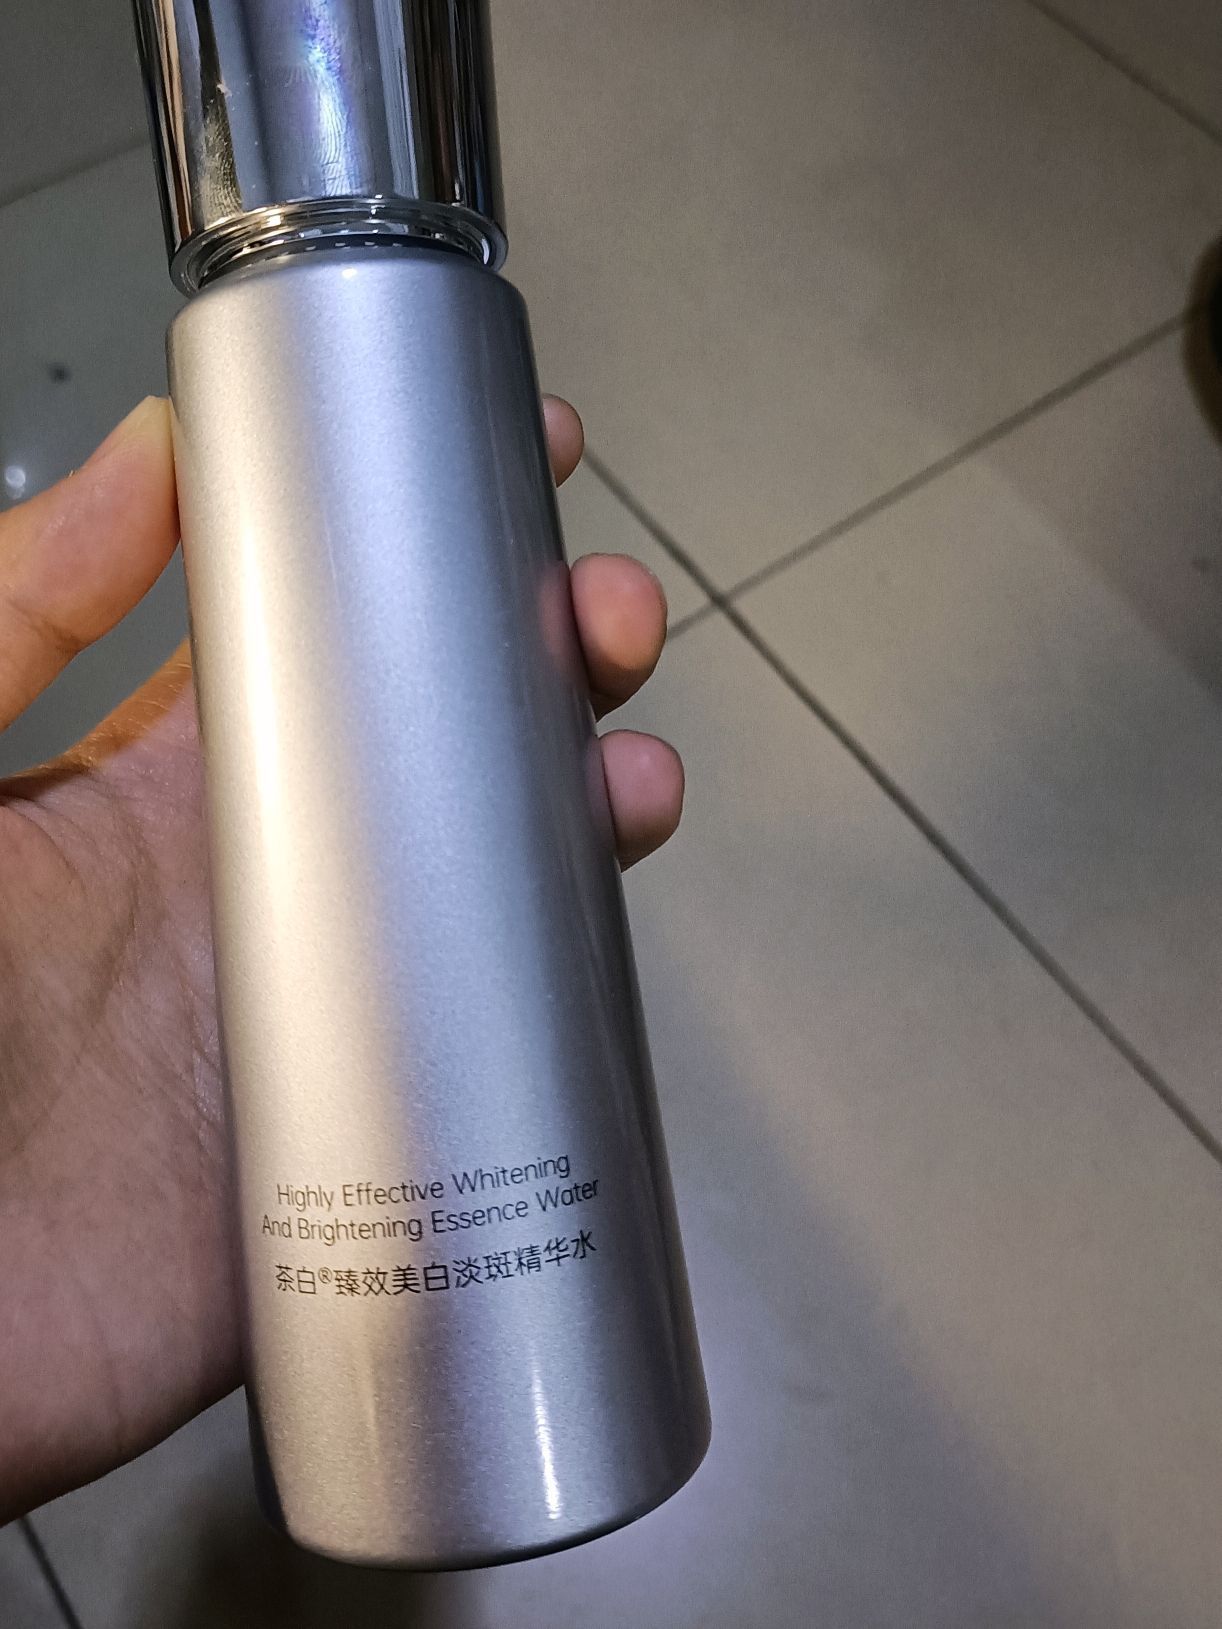 Highly Effective Whitening
And Brightening Essence Water
茶白®臻效美白淡斑精华水